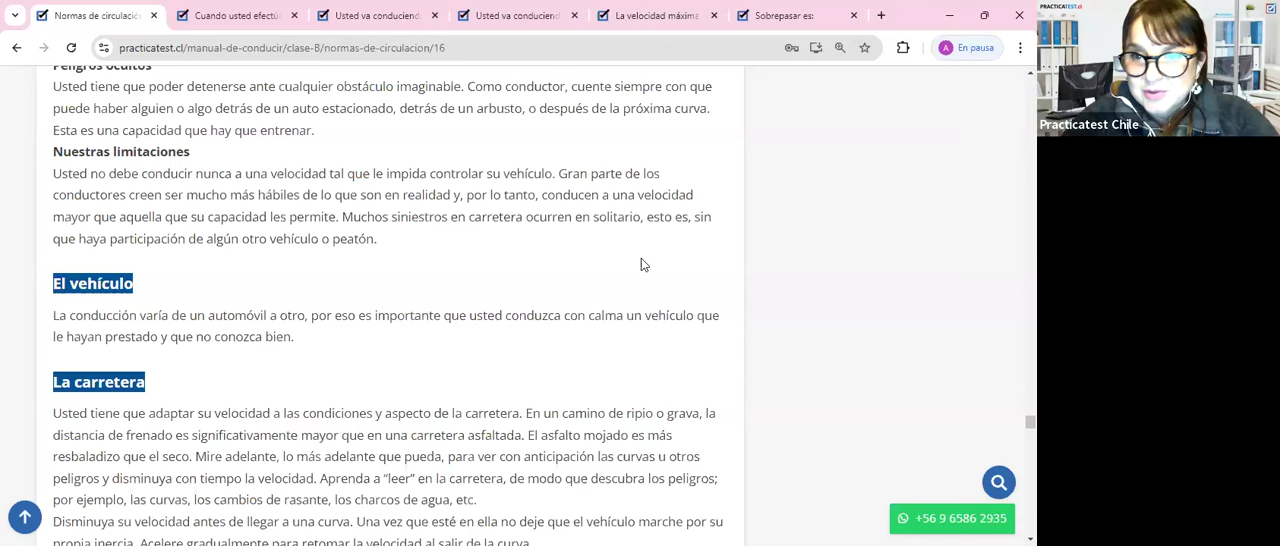 Normas de circulació
Cuando usted efectú
Usted va conduciend
Usted va conduciend
La velocidad máxima
Sobrepasar es:
practicatest.cl/manual-de-conducir/clase-B/normas-de-circulacion/16
A En pausa
PRACTICATEST.cl
Practicatest Chile
Peligros ocultos
Usted tiene que poder detenerse ante cualquier obstáculo imaginable. Como conductor, cuente siempre con que
puede haber alguien o algo detrás de un auto estacionado, detrás de un arbusto, o después de la próxima curva.
Esta es una capacidad que hay que entrenar.
Nuestras limitaciones
Usted no debe conducir nunca a una velocidad tal que le impida controlar su vehículo. Gran parte de los
conductores creen ser mucho más hábiles de lo que son en realidad y, por lo tanto, conducen a una velocidad
mayor que aquella que su capacidad les permite. Muchos siniestros en carretera ocurren en solitario, esto es, sin
que haya participación de algún otro vehículo o peatón.
El vehículo
La conducción varía de un automóvil a otro, por eso es importante que usted conduzca con calma un vehículo que
le hayan prestado y que no conozca bien.
La carretera
Usted tiene que adaptar su velocidad a las condiciones y aspecto de la carretera. En un camino de ripio o grava, la
distancia de frenado es significativamente mayor que en una carretera asfaltada. El asfalto mojado es más
resbaladizo que el seco. Mire adelante, lo más adelante que pueda, para ver con anticipación las curvas u otros
peligros y disminuya con tiempo la velocidad. Aprenda a “leer” en la carretera, de modo que descubra los peligros;
por ejemplo, las curvas, los cambios de rasante, los charcos de agua, etc.
Disminuya su velocidad antes de llegar a una curva. Una vez que esté en ella no deje que el vehículo marche por su
propia inercia. Acelere gradualmente para retomar la velocidad al salir de la curva.
+56 9 6586 2935